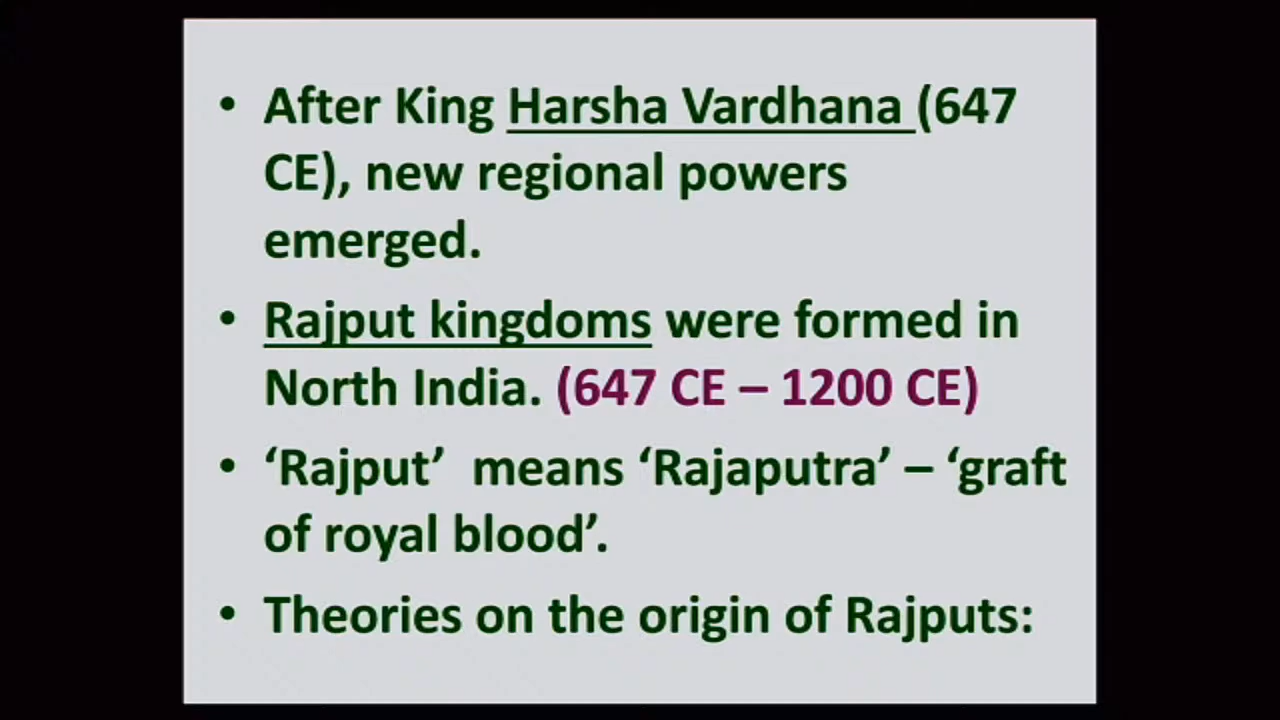 • After King Harsha Vardhana (647
CE), new regional powers
emerged.
• Rajput kingdoms were formed in
North India. (647 CE – 1200 CE)
• ‘Rajput’ means ‘Rajaputra’ – ‘graft
of royal blood’.
• Theories on the origin of Rajputs: